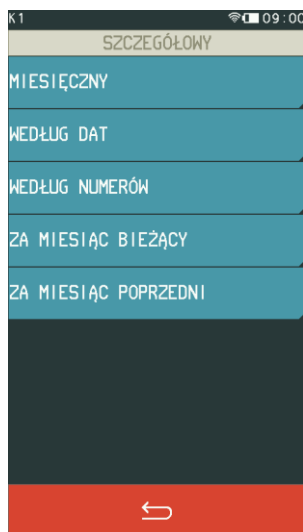 K1 09:00
SZCZEGÓŁOWY
MIESIĘCZNY
WEDŁUG DAT
WEDŁUG NUMERÓW
ZA MIESIĄC BIEŻĄCY
ZA MIESIĄC POPRZEDNI